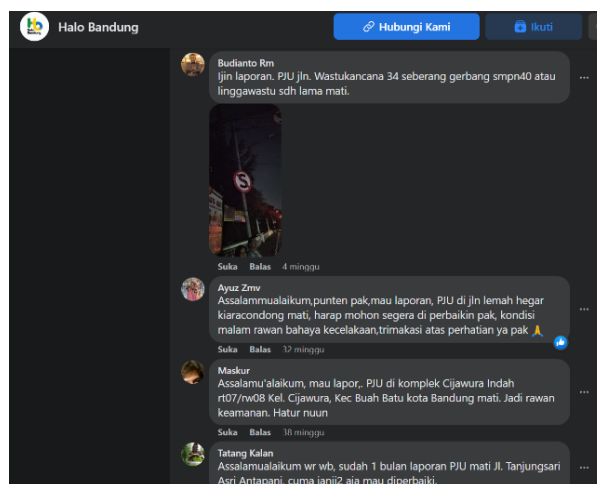 Halo Bandung
Hubungi Kami
Ikuti
Budianto Rm
Ijin laporan. PJU jln. Wastukancana 34 seberang gerbang smpn40 atau
linggawastu sdh lama mati.
S
Suka Balas 4 minggu
Ayuz Zmv
Assalammualaikum,punten pak,mau laporan, PJU di jln lemah hegar
kiaracondong mati, harap mohon segera di perbaikin pak, kondisi
malam rawan bahaya kecelakaan,trimakasi atas perhatian ya pak 🙏
Suka Balas 32 minggu
Maskur
Assalamu'alaikum, mau lapor,. PJU di komplek Cijawura Indah
rt07/rw08 Kel. Cijawura, Kec Buah Batu kota Bandung mati. Jadi rawan
keamanan. Hatur nuun
Suka Balas 38 minggu
Tatang Kalan
Assalamualaikum wr wb, sudah 1 bulan laporan PJU mati Jl. Tanjungsari
Asri Antapani, cuma janji2 aja mau diperbaiki.